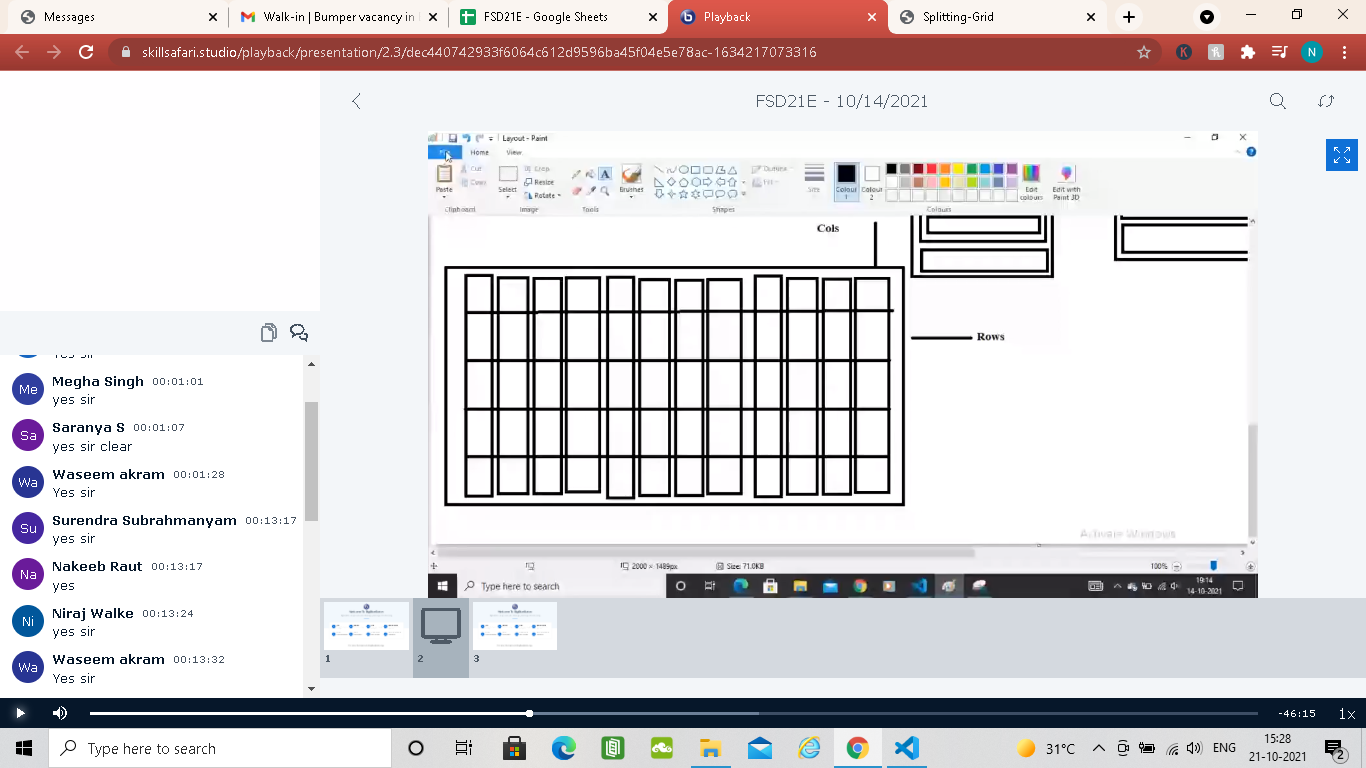 Messages
Walk-in | Bumper vacancy in
FSD21E - Google Sheets
Playback
Splitting-Grid
skillsafari.studio/playback/presentation/2.3/dec440742933f6064c612d9596ba45f04e5e78ac-1634217073316
K
N
FSD21E - 10/14/2021
Layout - Paint
Home
View
Paste
Cut
Copy
Select
Crop
Resize
Rotate
A
Brushes
Outline
Fill
Size
Colour 1
Colour 2
Edit colours
Edit with Paint 3D
Clipboard
Image
Tools
Shapes
Colours
Cols
Rows
Activate Windows
2000 × 1489px
Size: 71.0KB
100%
Type here to search
19:14
14-10-2021
Yes sir
Me
Megha Singh 00:01:01
yes sir
Sa
Saranya S 00:01:07
yes sir clear
Wa
Waseem akram 00:01:28
Yes sir
Su
Surendra Subrahmanyam 00:13:17
yes sir
Na
Nakeeb Raut 00:13:17
yes
Ni
Niraj Walke 00:13:24
yes sir
Wa
Waseem akram 00:13:32
Yes sir
1
2
3
-46:15
1x
Type here to search
31°C
ENG
15:28
21-10-2021
2